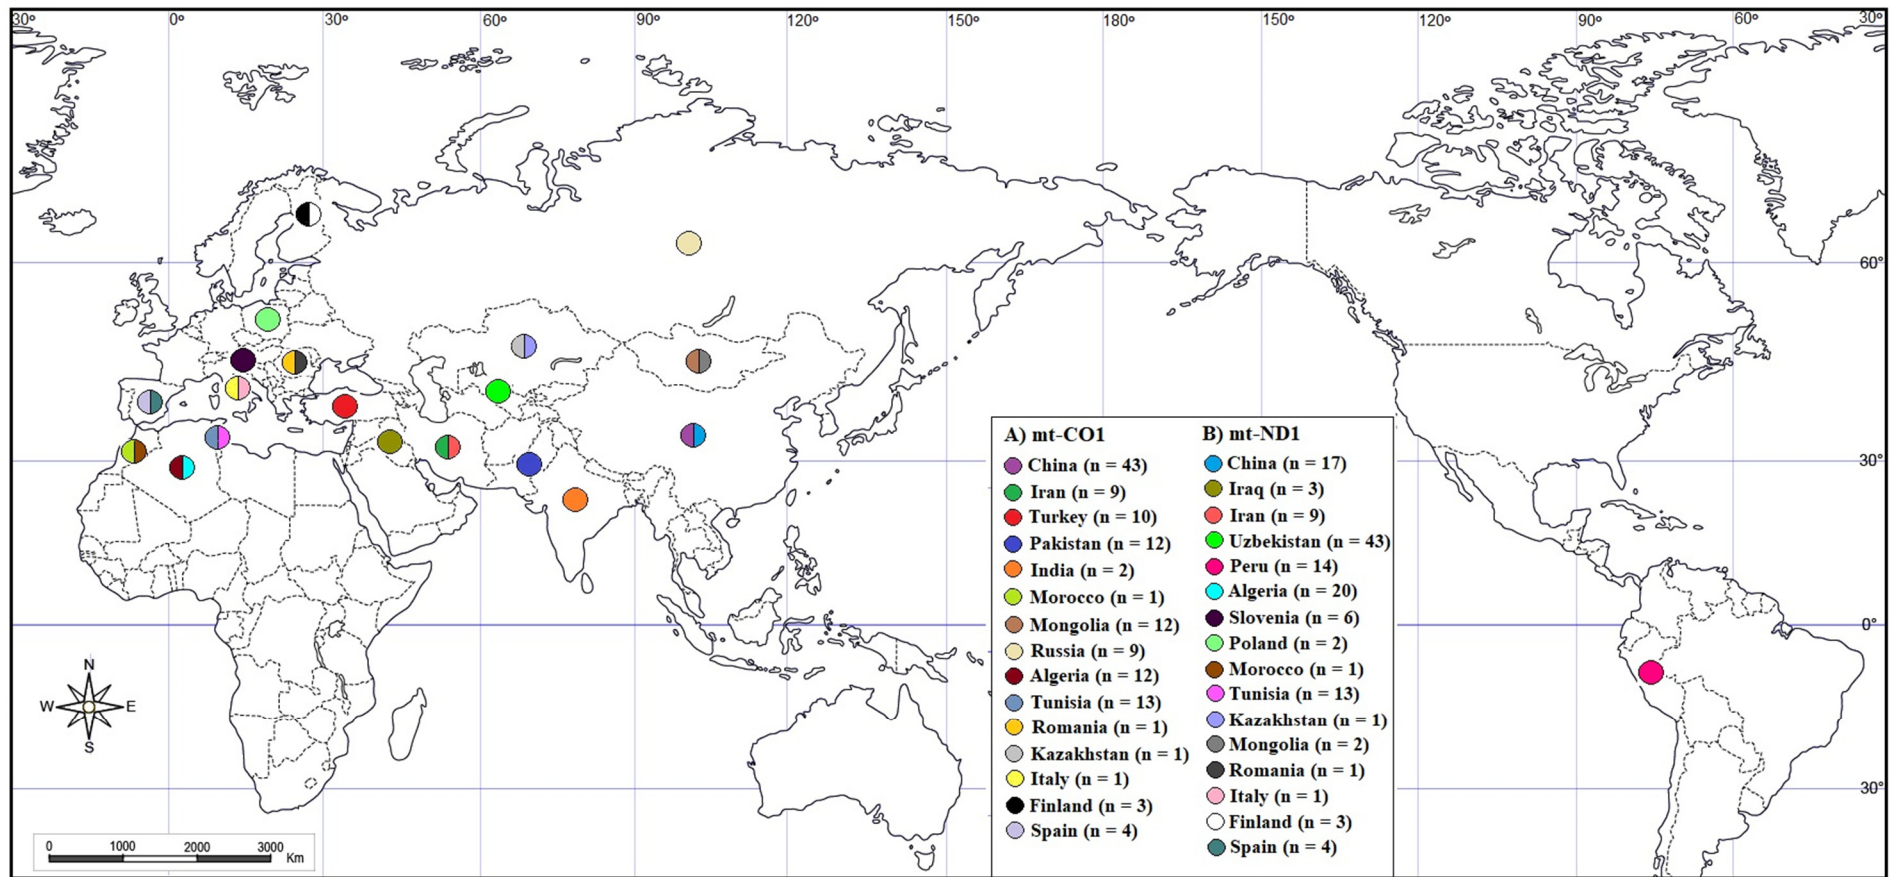 30° 0° 30° 60° 90° 120° 150° 180° 150° 120° 90° 60° 30°
60°
30°
0°
30°
A) mt-CO1
China (n = 43)
Iran (n = 9)
Turkey (n = 10)
Pakistan (n = 12)
India (n = 2)
Morocco (n = 1)
Mongolia (n = 12)
Russia (n = 9)
Algeria (n = 12)
Tunisia (n = 13)
Romania (n = 1)
Kazakhstan (n = 1)
Italy (n = 1)
Finland (n = 3)
Spain (n = 4)
B) mt-ND1
China (n = 17)
Iraq (n = 3)
Iran (n = 9)
Uzbekistan (n = 43)
Peru (n = 14)
Algeria (n = 20)
Slovenia (n = 6)
Poland (n = 2)
Morocco (n = 1)
Tunisia (n = 13)
Kazakhstan (n = 1)
Mongolia (n = 2)
Romania (n = 1)
Italy (n = 1)
Finland (n = 3)
Spain (n = 4)
N
W E
S
0 1000 2000 3000 Km